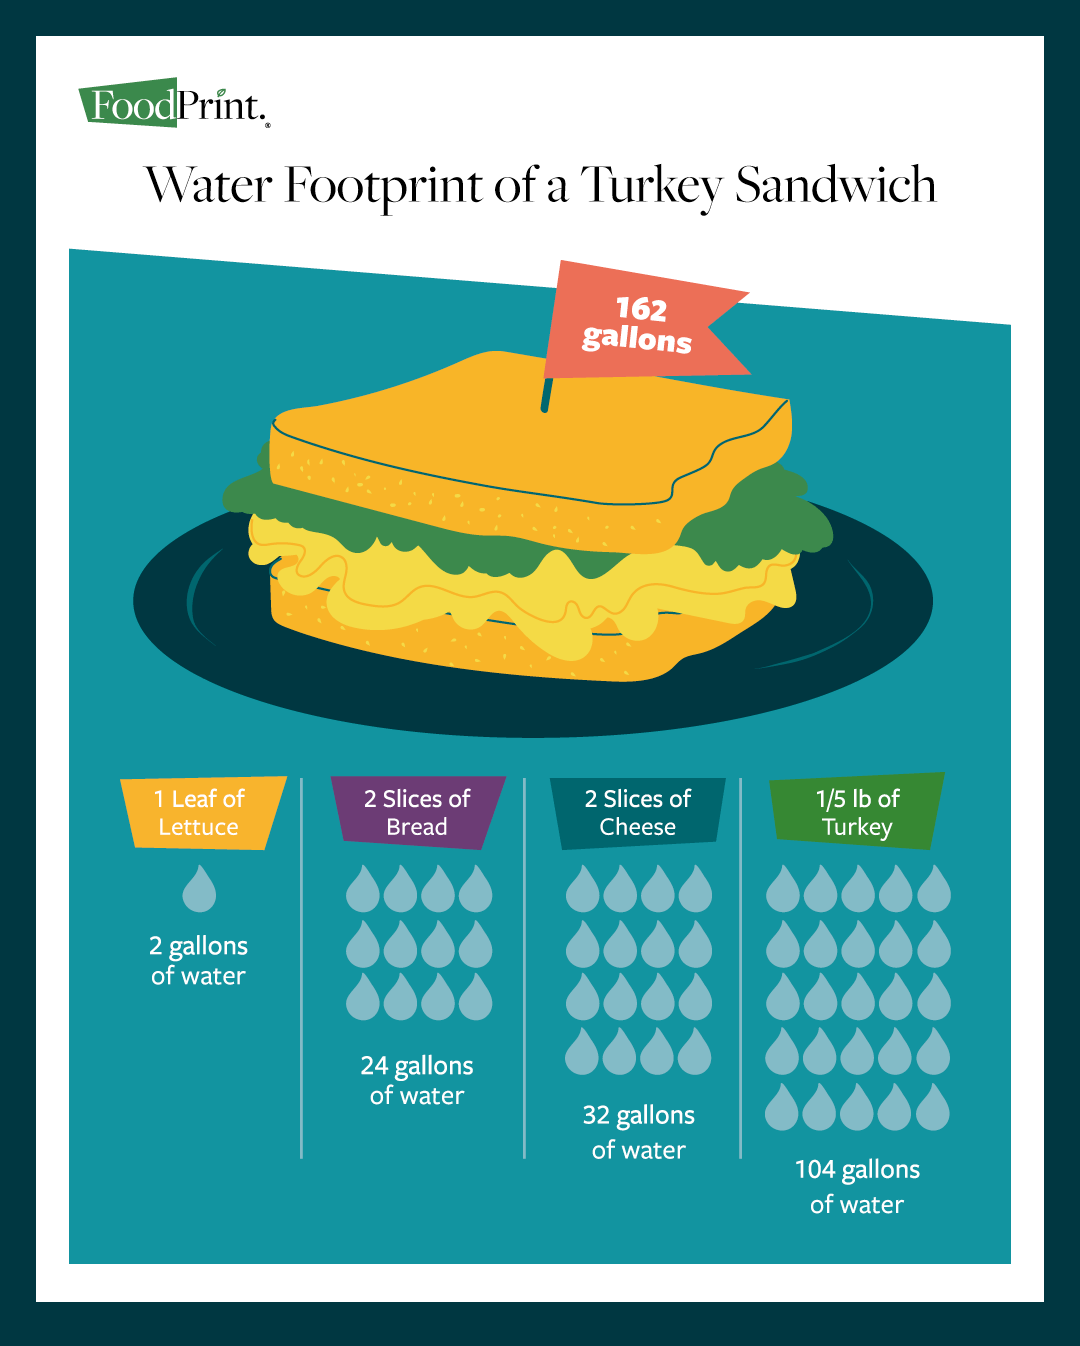 FoodPrint.®
Water Footprint of a Turkey Sandwich
162
gallons
1 Leaf of
Lettuce
2 gallons
of water
2 Slices of
Bread
24 gallons
of water
2 Slices of
Cheese
32 gallons
of water
1/5 lb of
Turkey
104 gallons
of water